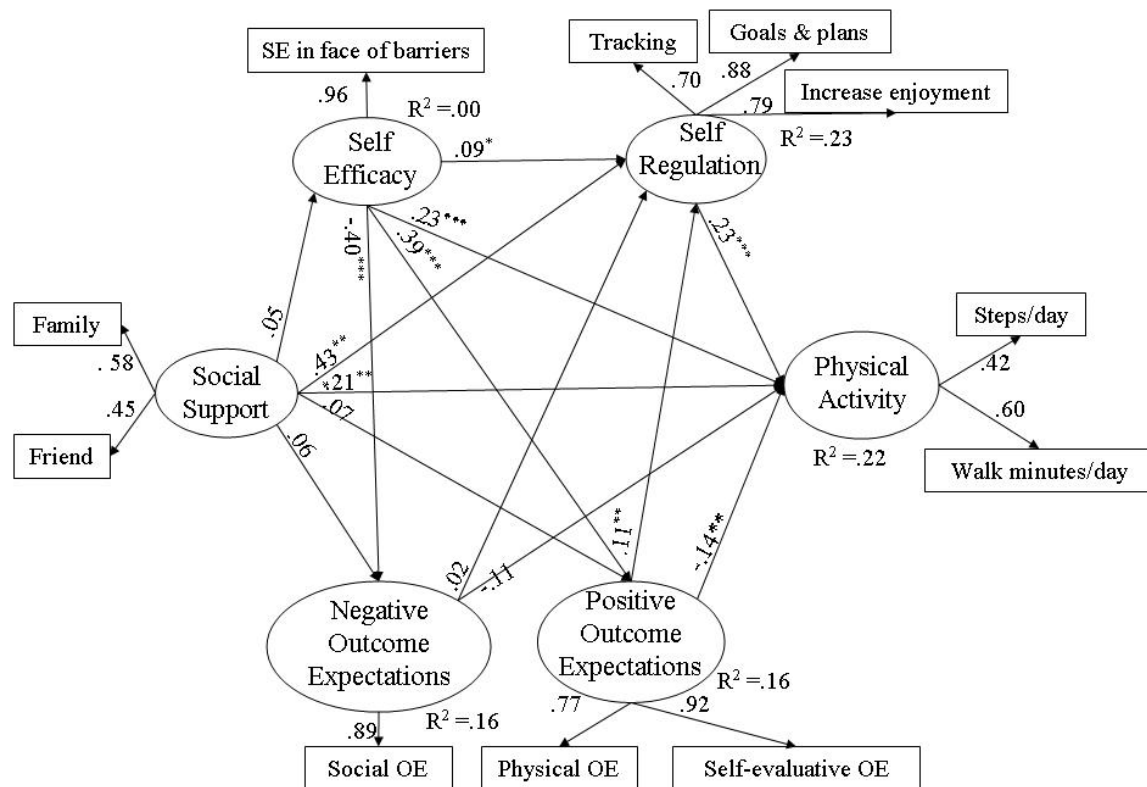 Tracking
Goals & plans
SE in face of barriers
.70
.88
Increase enjoyment
.96
R² =.00
.79
Self
Efficacy
.09*
Self
Regulation
R² =.23
-.40***
.39***
.23***
.23***
Family
.58
.05
Steps/day
.42
Social
Support
.43**
*.21**
-.07
Physical
Activity
.45
.06
.60
Friend
R² =.22
Walk minutes/day
.02
-.11
.11**
-.14**
Negative
Outcome
Expectations
Positive
Outcome
Expectations
R² =.16
R² =.16
.89
.77
.92
Social OE
Physical OE
Self-evaluative OE